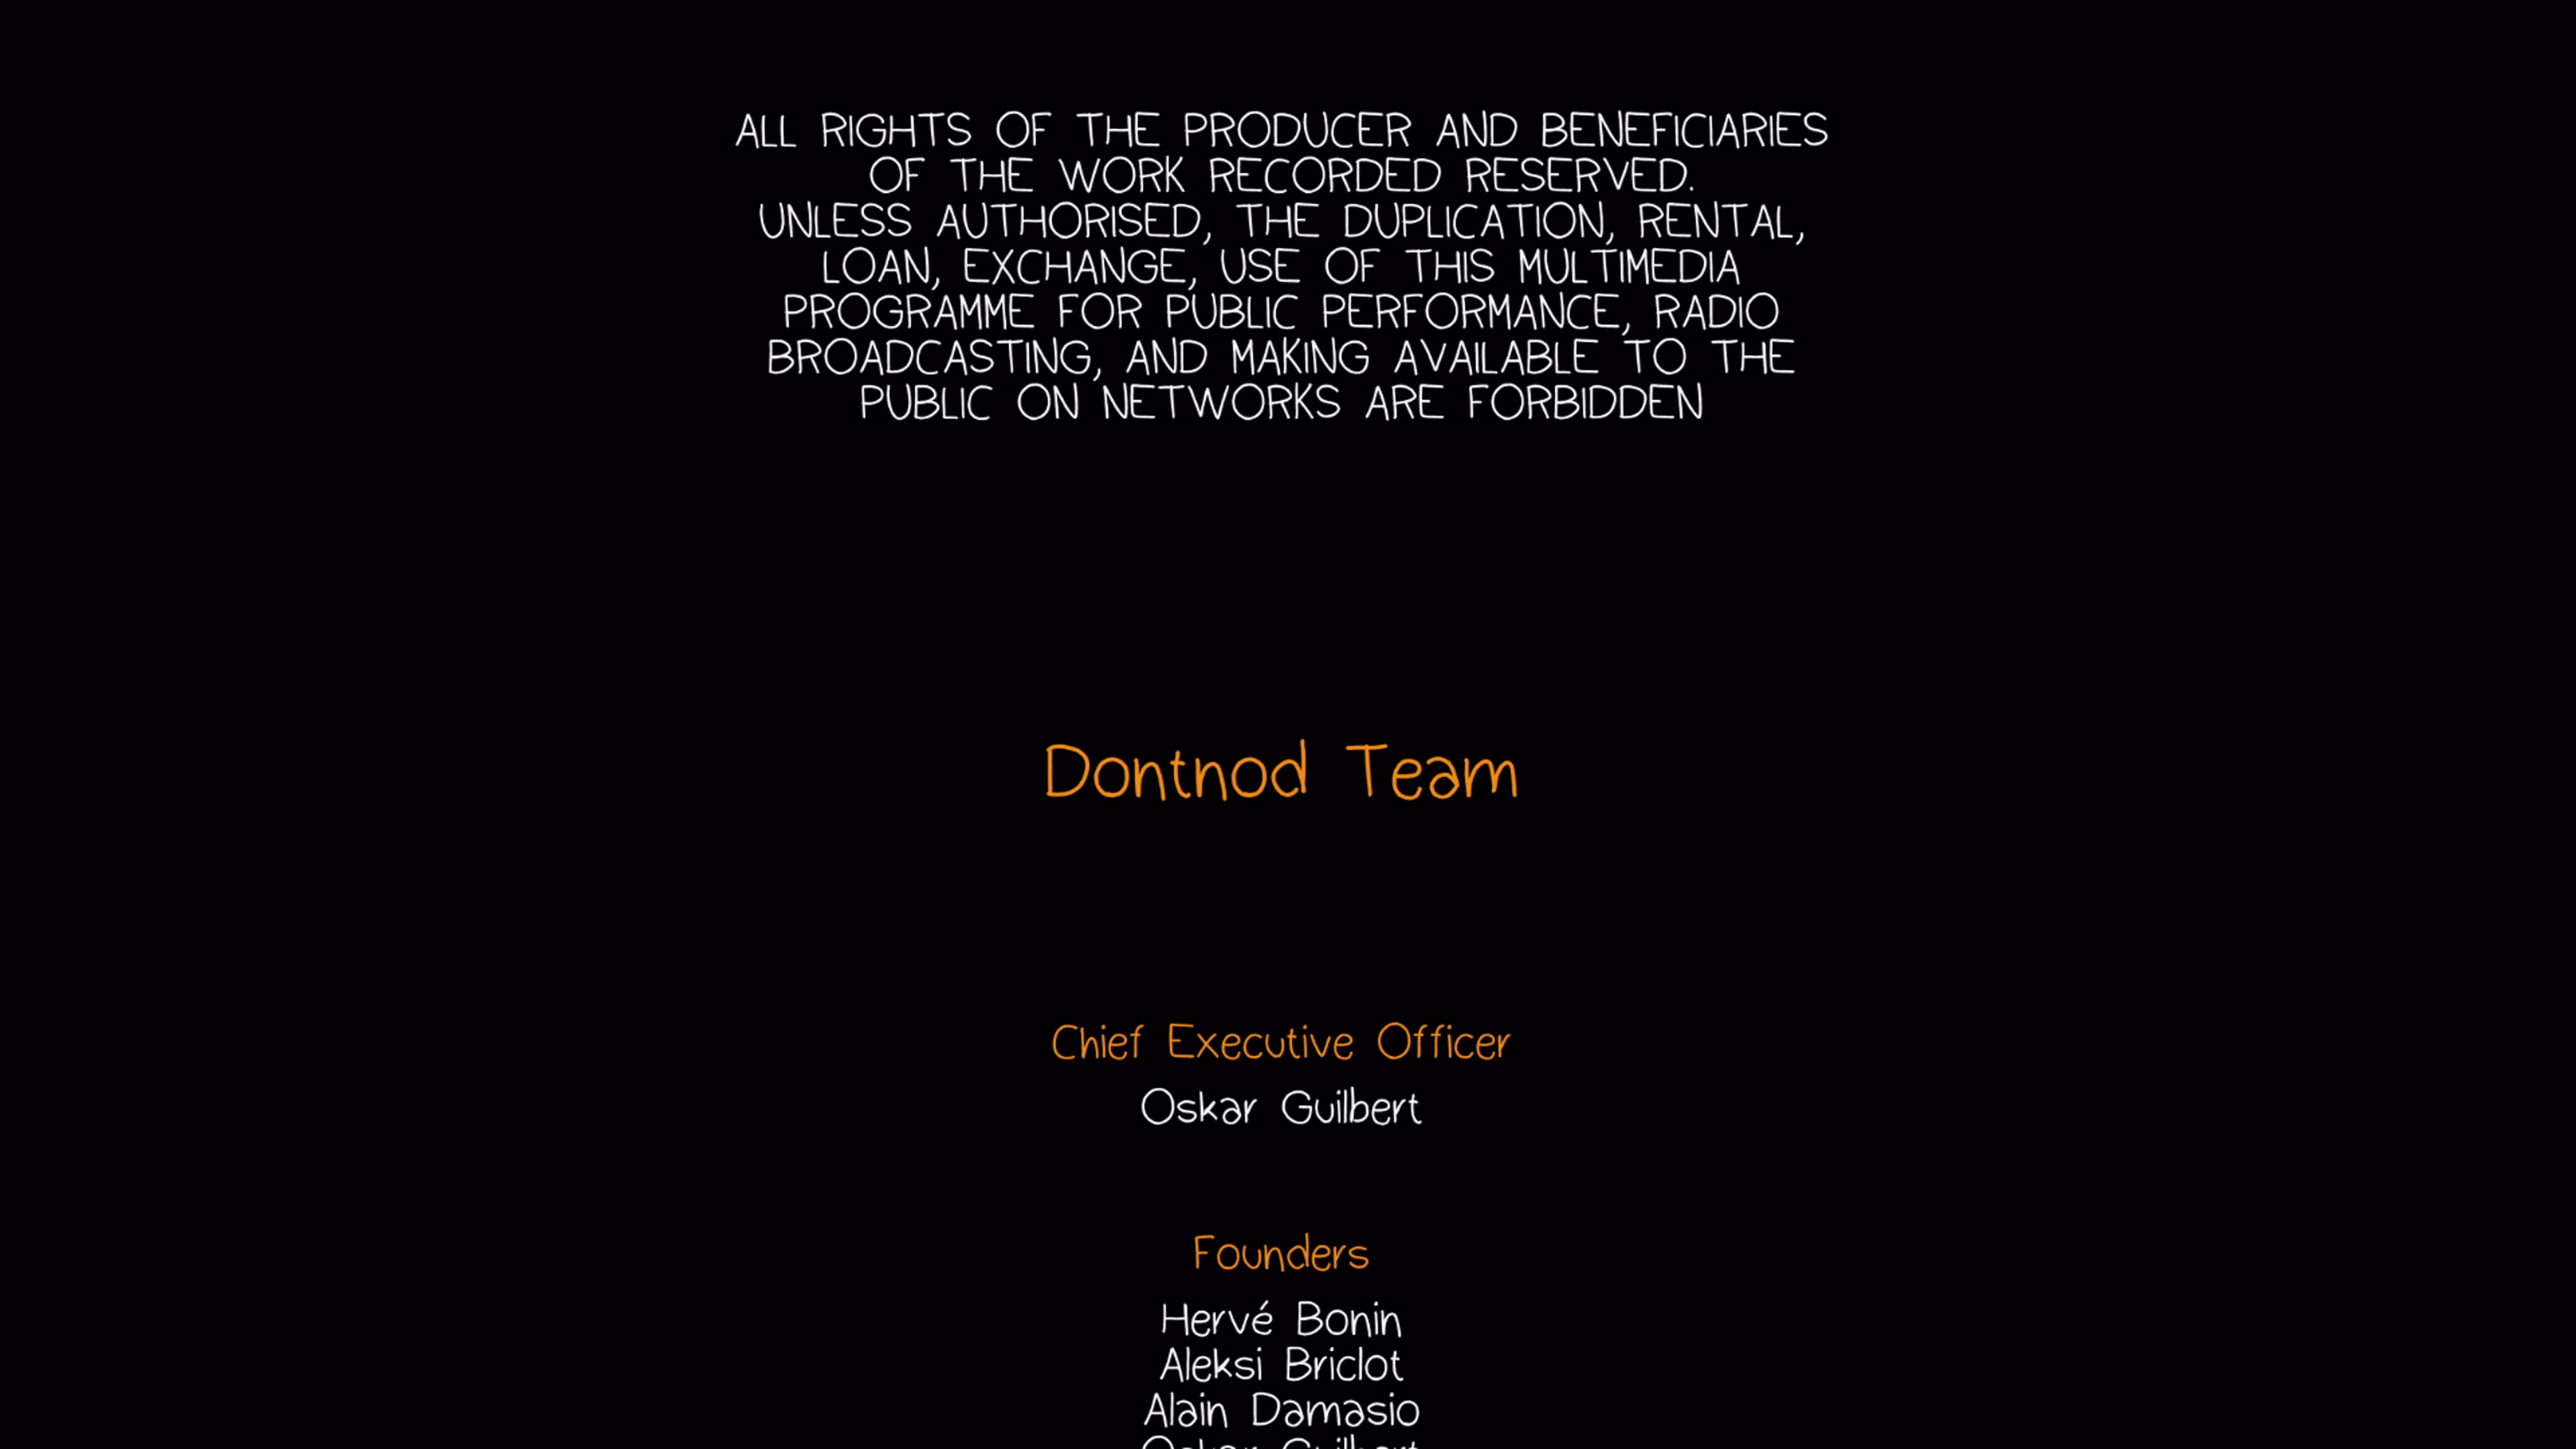 ALL RIGHTS OF THE PRODUCER AND BENEFICIARIES
OF THE WORK RECORDED RESERVED.
UNLESS AUTHORISED, THE DUPLICATION, RENTAL,
LOAN, EXCHANGE, USE OF THIS MULTIMEDIA
PROGRAMME FOR PUBLIC PERFORMANCE, RADIO
BROADCASTING, AND MAKING AVAILABLE TO THE
PUBLIC ON NETWORKS ARE FORBIDDEN
Dontnod Team
Chief Executive Officer
Oskar Guilbert
Founders
Hervé Bonin
Aleksi Briclot
Alain Damasio
Oskar Guilbert